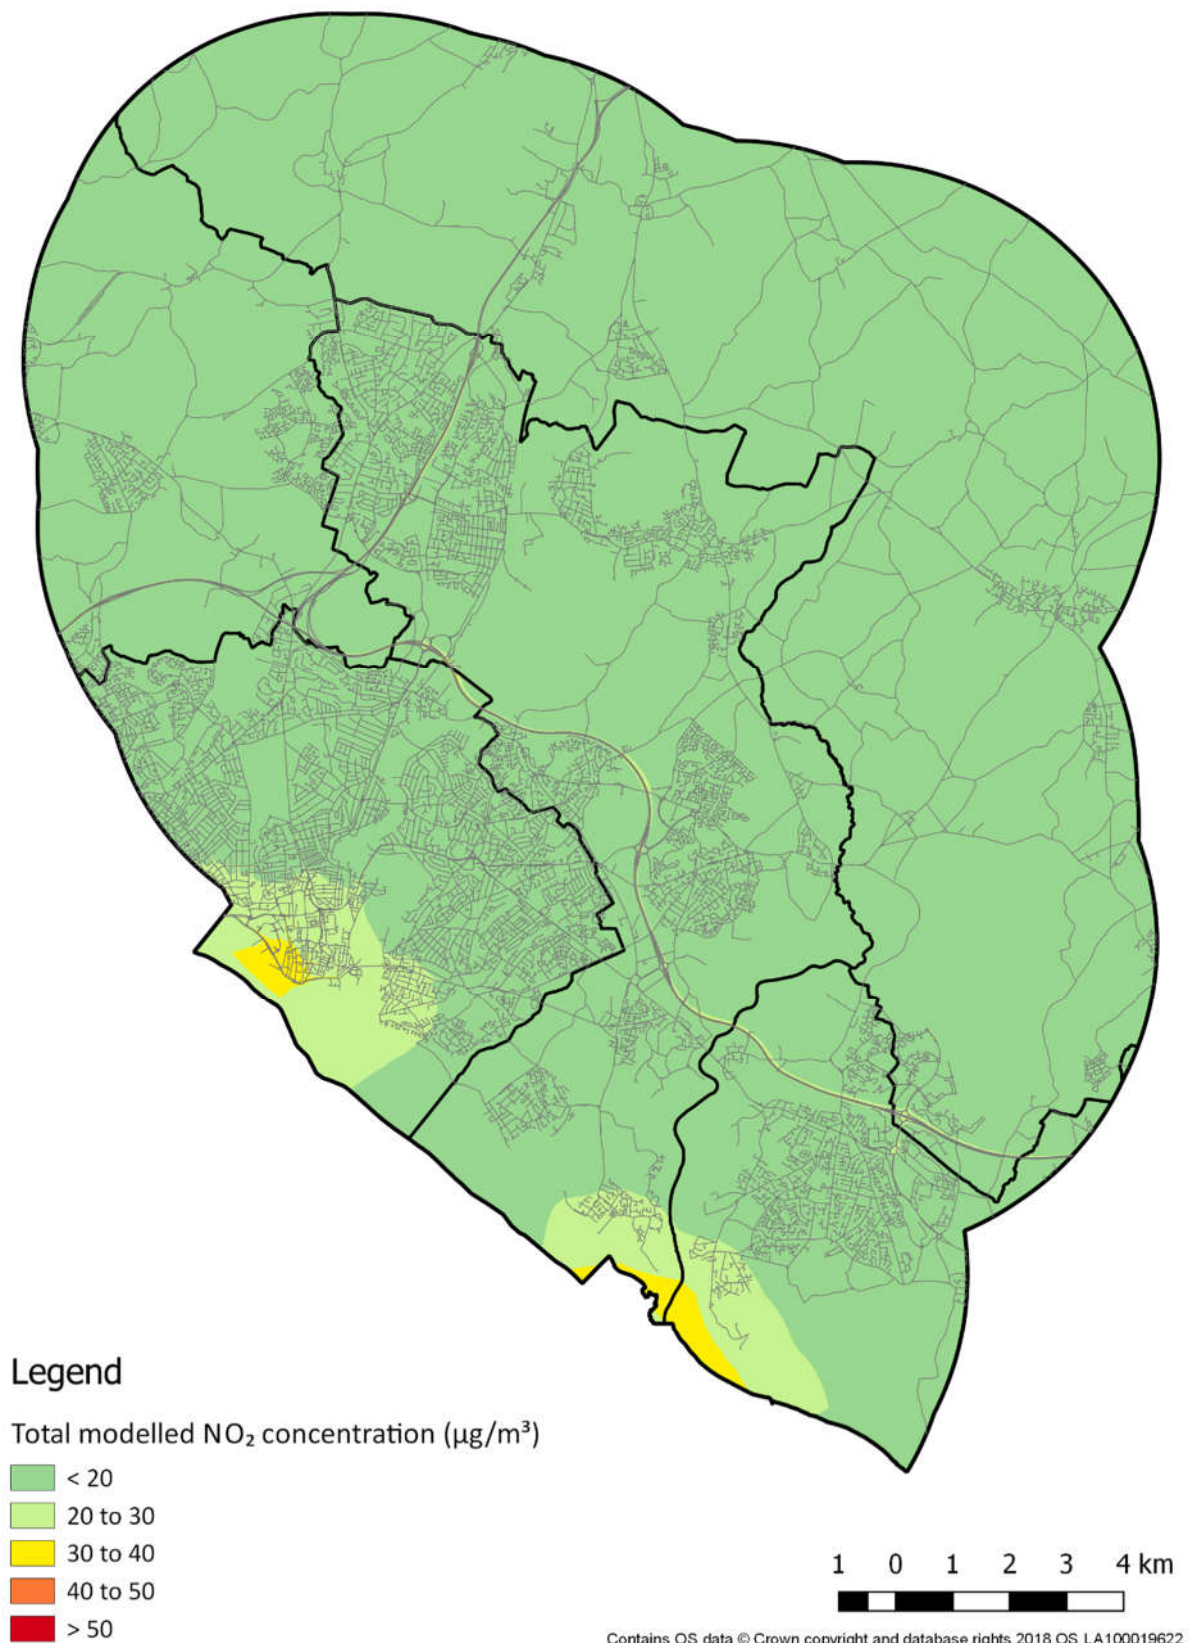 Legend
Total modelled NO₂ concentration (µg/m³)
< 20
20 to 30
30 to 40
40 to 50
> 50
1 0 1 2 3 4 km
Contains OS data © Crown copyright and database rights 2018 OS LA100019622